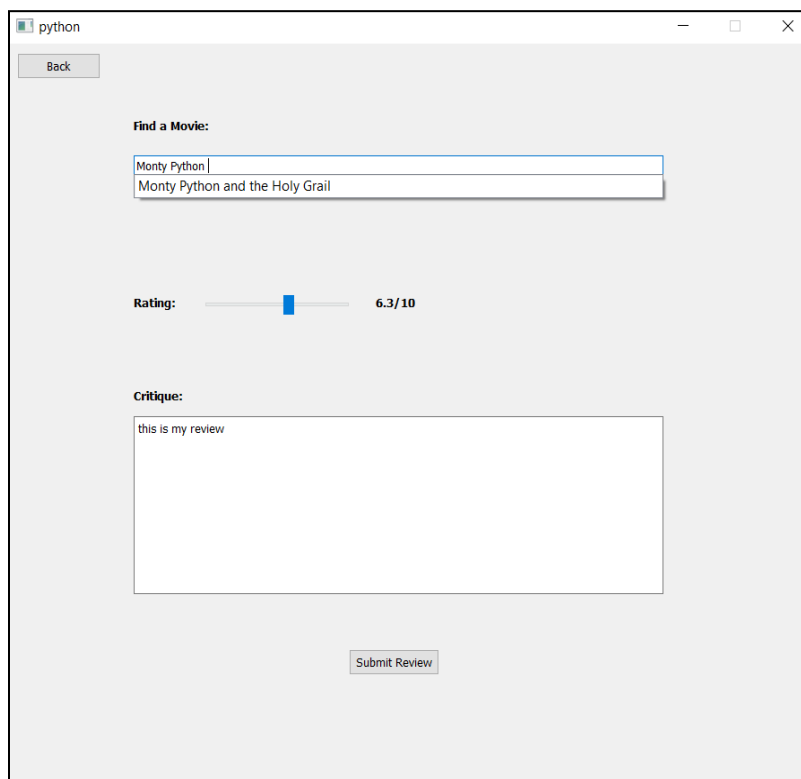 python
Back
Find a Movie:
Monty Python
Monty Python and the Holy Grail
Rating: 6.3/10
Critique:
this is my review
Submit Review